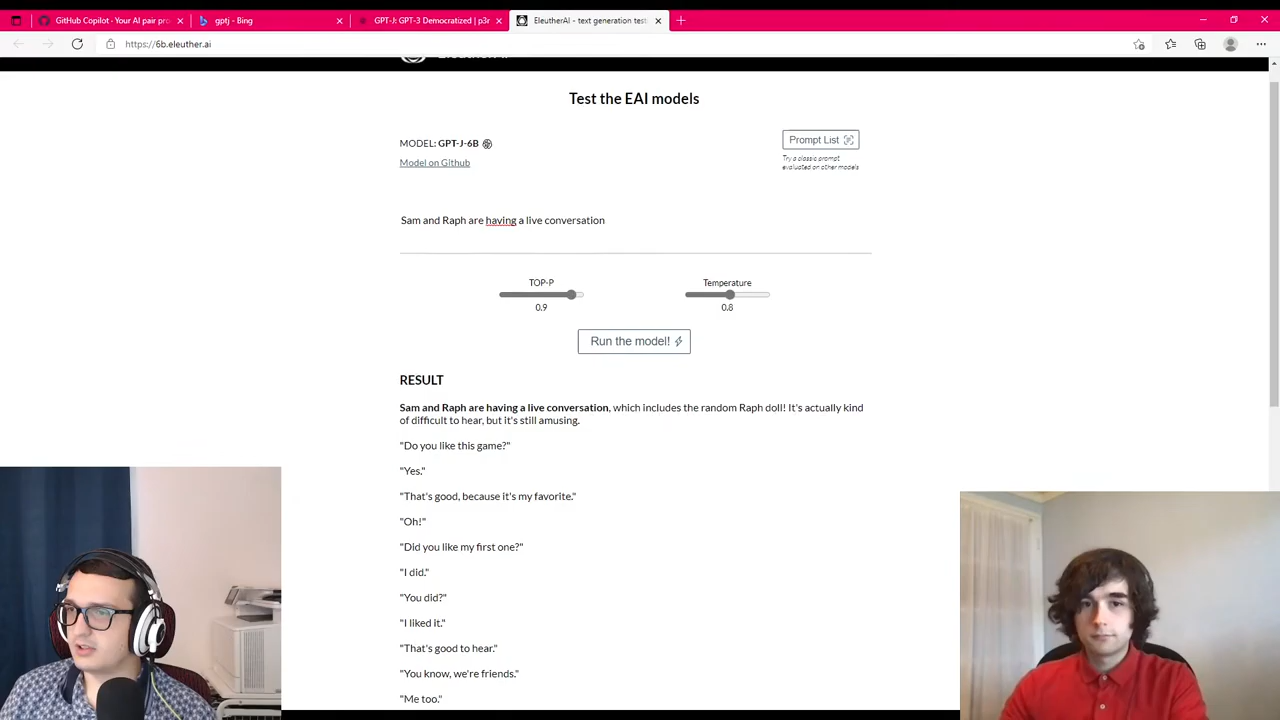 GitHub Copilot · Your AI pair pro
gptj - Bing
GPT-J: GPT-3 Democratized | p3r
EleutherAI - text generation test
https://6b.eleuther.ai
Test the EAI models
MODEL: GPT-J-6B
Prompt List
Model on Github
Try a classic prompt
evaluated on other models
Sam and Raph are having a live conversation
TOP-P
Temperature
0.9
0.8
Run the model!
RESULT
Sam and Raph are having a live conversation, which includes the random Raph doll! It's actually kind
of difficult to hear, but it's still amusing.
"Do you like this game?"
"Yes."
"That's good, because it's my favorite."
"Oh!"
"Did you like my first one?"
"I did."
"You did?"
"I liked it."
"That's good to hear."
"You know, we're friends."
"Me too."